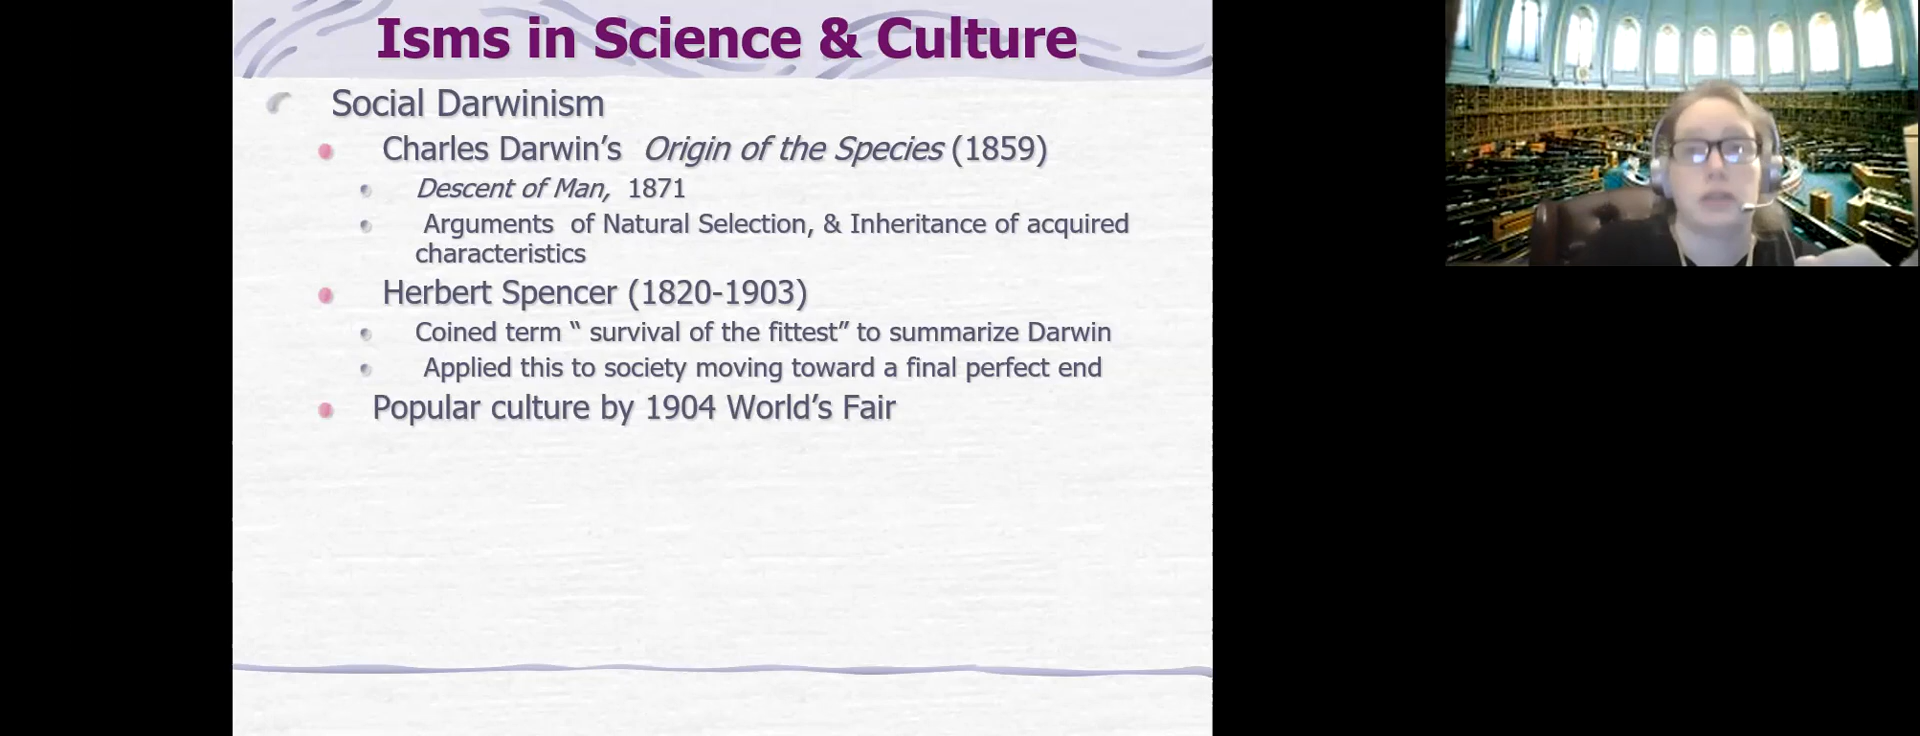 Isms in Science & Culture
Social Darwinism
Charles Darwin’s Origin of the Species (1859)
Descent of Man, 1871
Arguments of Natural Selection, & Inheritance of acquired
characteristics
Herbert Spencer (1820-1903)
Coined term “ survival of the fittest” to summarize Darwin
Applied this to society moving toward a final perfect end
Popular culture by 1904 World’s Fair